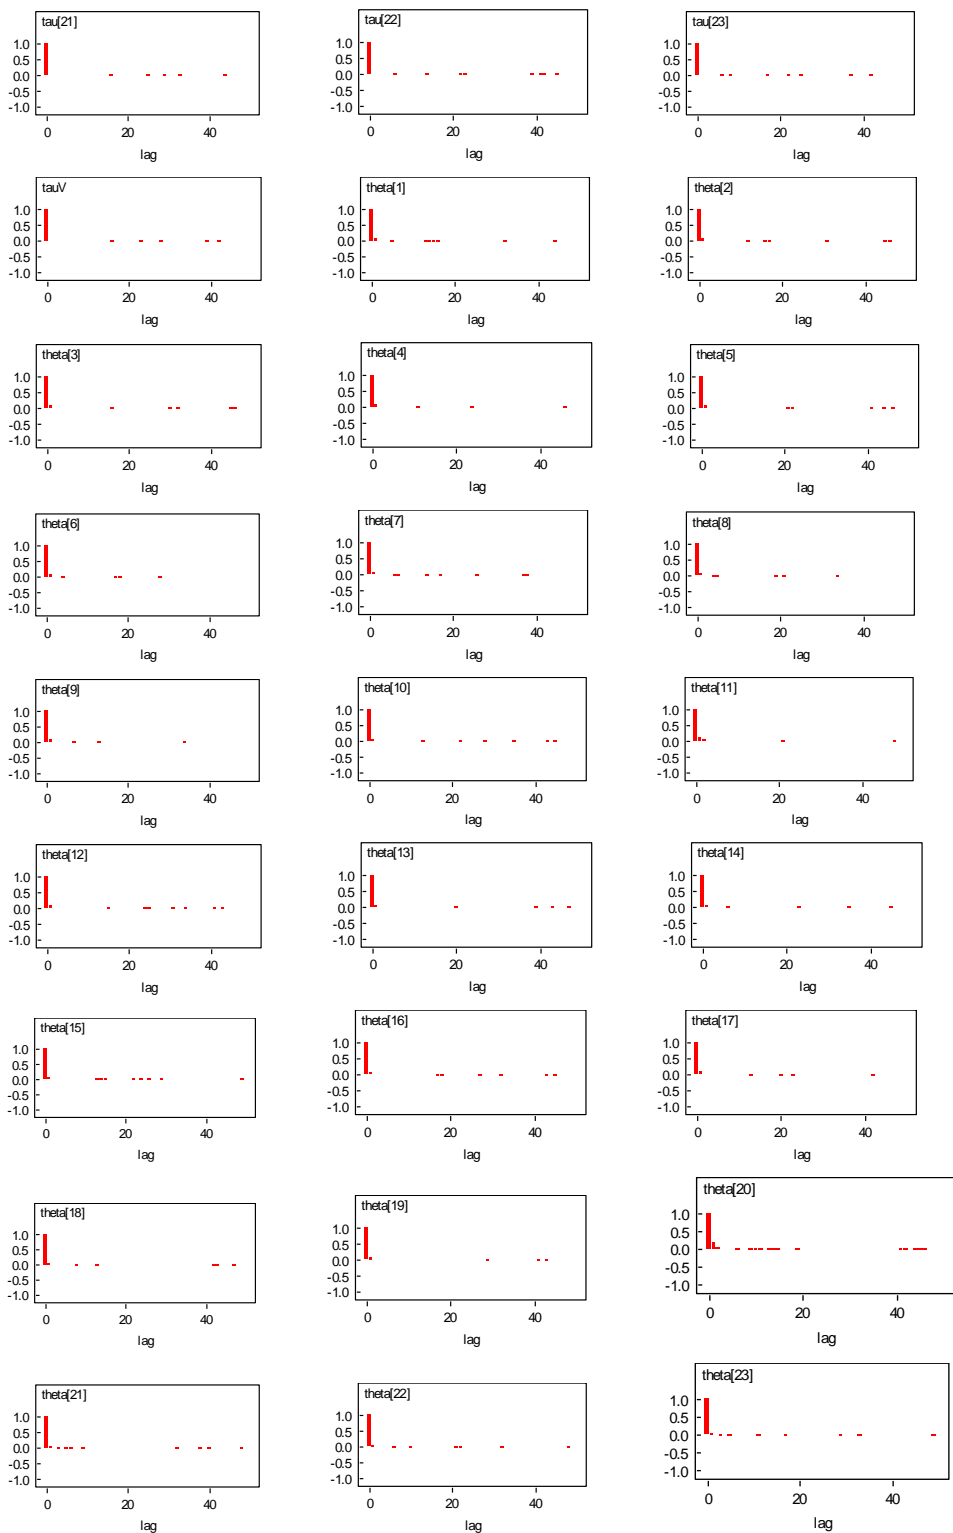 tau[21]
1.0
0.5
0.0
-0.5
-1.0
0 20 40
lag
tau[22]
1.0
0.5
0.0
-0.5
-1.0
0 20 40
lag
tau[23]
1.0
0.5
0.0
-0.5
-1.0
0 20 40
lag
tauV
1.0
0.5
0.0
-0.5
-1.0
0 20 40
lag
theta[1]
1.0
0.5
0.0
-0.5
-1.0
0 20 40
lag
theta[2]
1.0
0.5
0.0
-0.5
-1.0
0 20 40
lag
theta[3]
1.0
0.5
0.0
-0.5
-1.0
0 20 40
lag
theta[4]
1.0
0.5
0.0
-0.5
-1.0
0 20 40
lag
theta[5]
1.0
0.5
0.0
-0.5
-1.0
0 20 40
lag
theta[6]
1.0
0.5
0.0
-0.5
-1.0
0 20 40
lag
theta[7]
1.0
0.5
0.0
-0.5
-1.0
0 20 40
lag
theta[8]
1.0
0.5
0.0
-0.5
-1.0
0 20 40
lag
theta[9]
1.0
0.5
0.0
-0.5
-1.0
0 20 40
lag
theta[10]
1.0
0.5
0.0
-0.5
-1.0
0 20 40
lag
theta[11]
1.0
0.5
0.0
-0.5
-1.0
0 20 40
lag
theta[12]
1.0
0.5
0.0
-0.5
-1.0
0 20 40
lag
theta[13]
1.0
0.5
0.0
-0.5
-1.0
0 20 40
lag
theta[14]
1.0
0.5
0.0
-0.5
-1.0
0 20 40
lag
theta[15]
1.0
0.5
0.0
-0.5
-1.0
0 20 40
lag
theta[16]
1.0
0.5
0.0
-0.5
-1.0
0 20 40
lag
theta[17]
1.0
0.5
0.0
-0.5
-1.0
0 20 40
lag
theta[18]
1.0
0.5
0.0
-0.5
-1.0
0 20 40
lag
theta[19]
1.0
0.5
0.0
-0.5
-1.0
0 20 40
lag
theta[20]
1.0
0.5
0.0
-0.5
-1.0
0 20 40
lag
theta[21]
1.0
0.5
0.0
-0.5
-1.0
0 20 40
lag
theta[22]
1.0
0.5
0.0
-0.5
-1.0
0 20 40
lag
theta[23]
1.0
0.5
0.0
-0.5
-1.0
0 20 40
lag